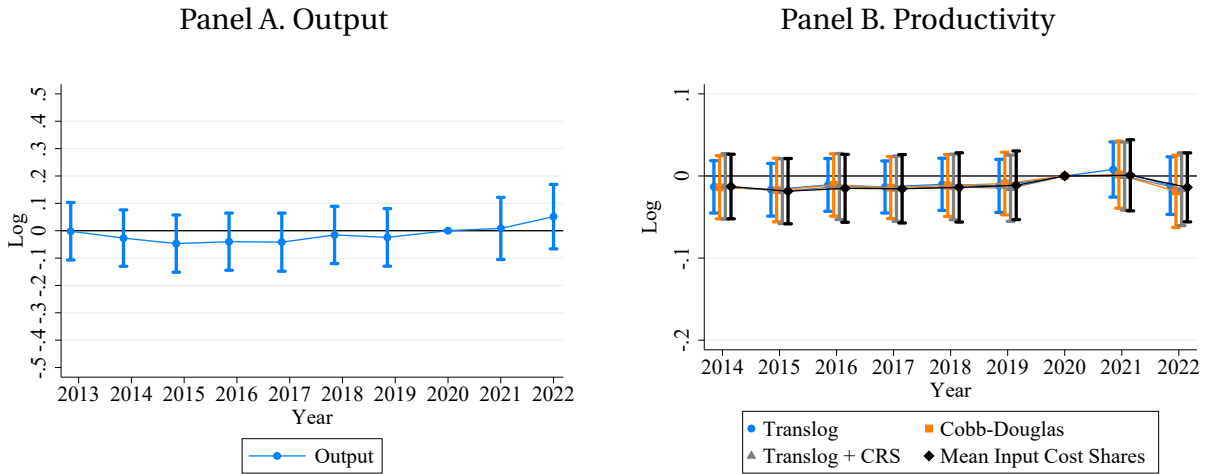 Panel A. Output
.5
.4
.3
.2
.1
0
-.1
-.2
-.3
-.4
-.5
Log
2013 2014 2015 2016 2017 2018 2019 2020 2021 2022
Year
Output
Panel B. Productivity
.1
0
-.1
-.2
Log
2014 2015 2016 2017 2018 2019 2020 2021 2022
Year
Translog Cobb-Douglas
Translog + CRS Mean Input Cost Shares